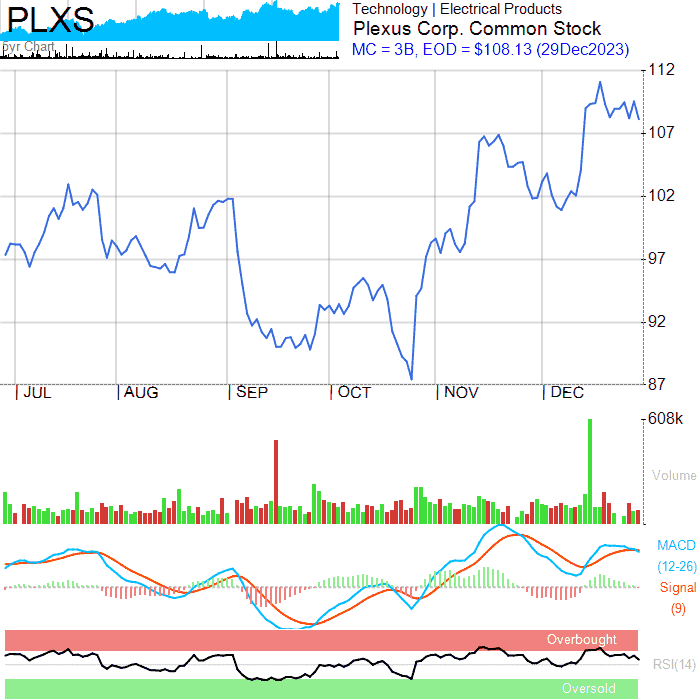 PLXS
5yr Chart
Technology | Electrical Products
Plexus Corp. Common Stock
MC = 3B, EOD = $108.13 (29Dec2023)
112
107
102
97
92
87
JUL
AUG
SEP
OCT
NOV
DEC
608k
Volume
MACD
(12-26)
Signal
(9)
Overbought
RSI(14)
Oversold